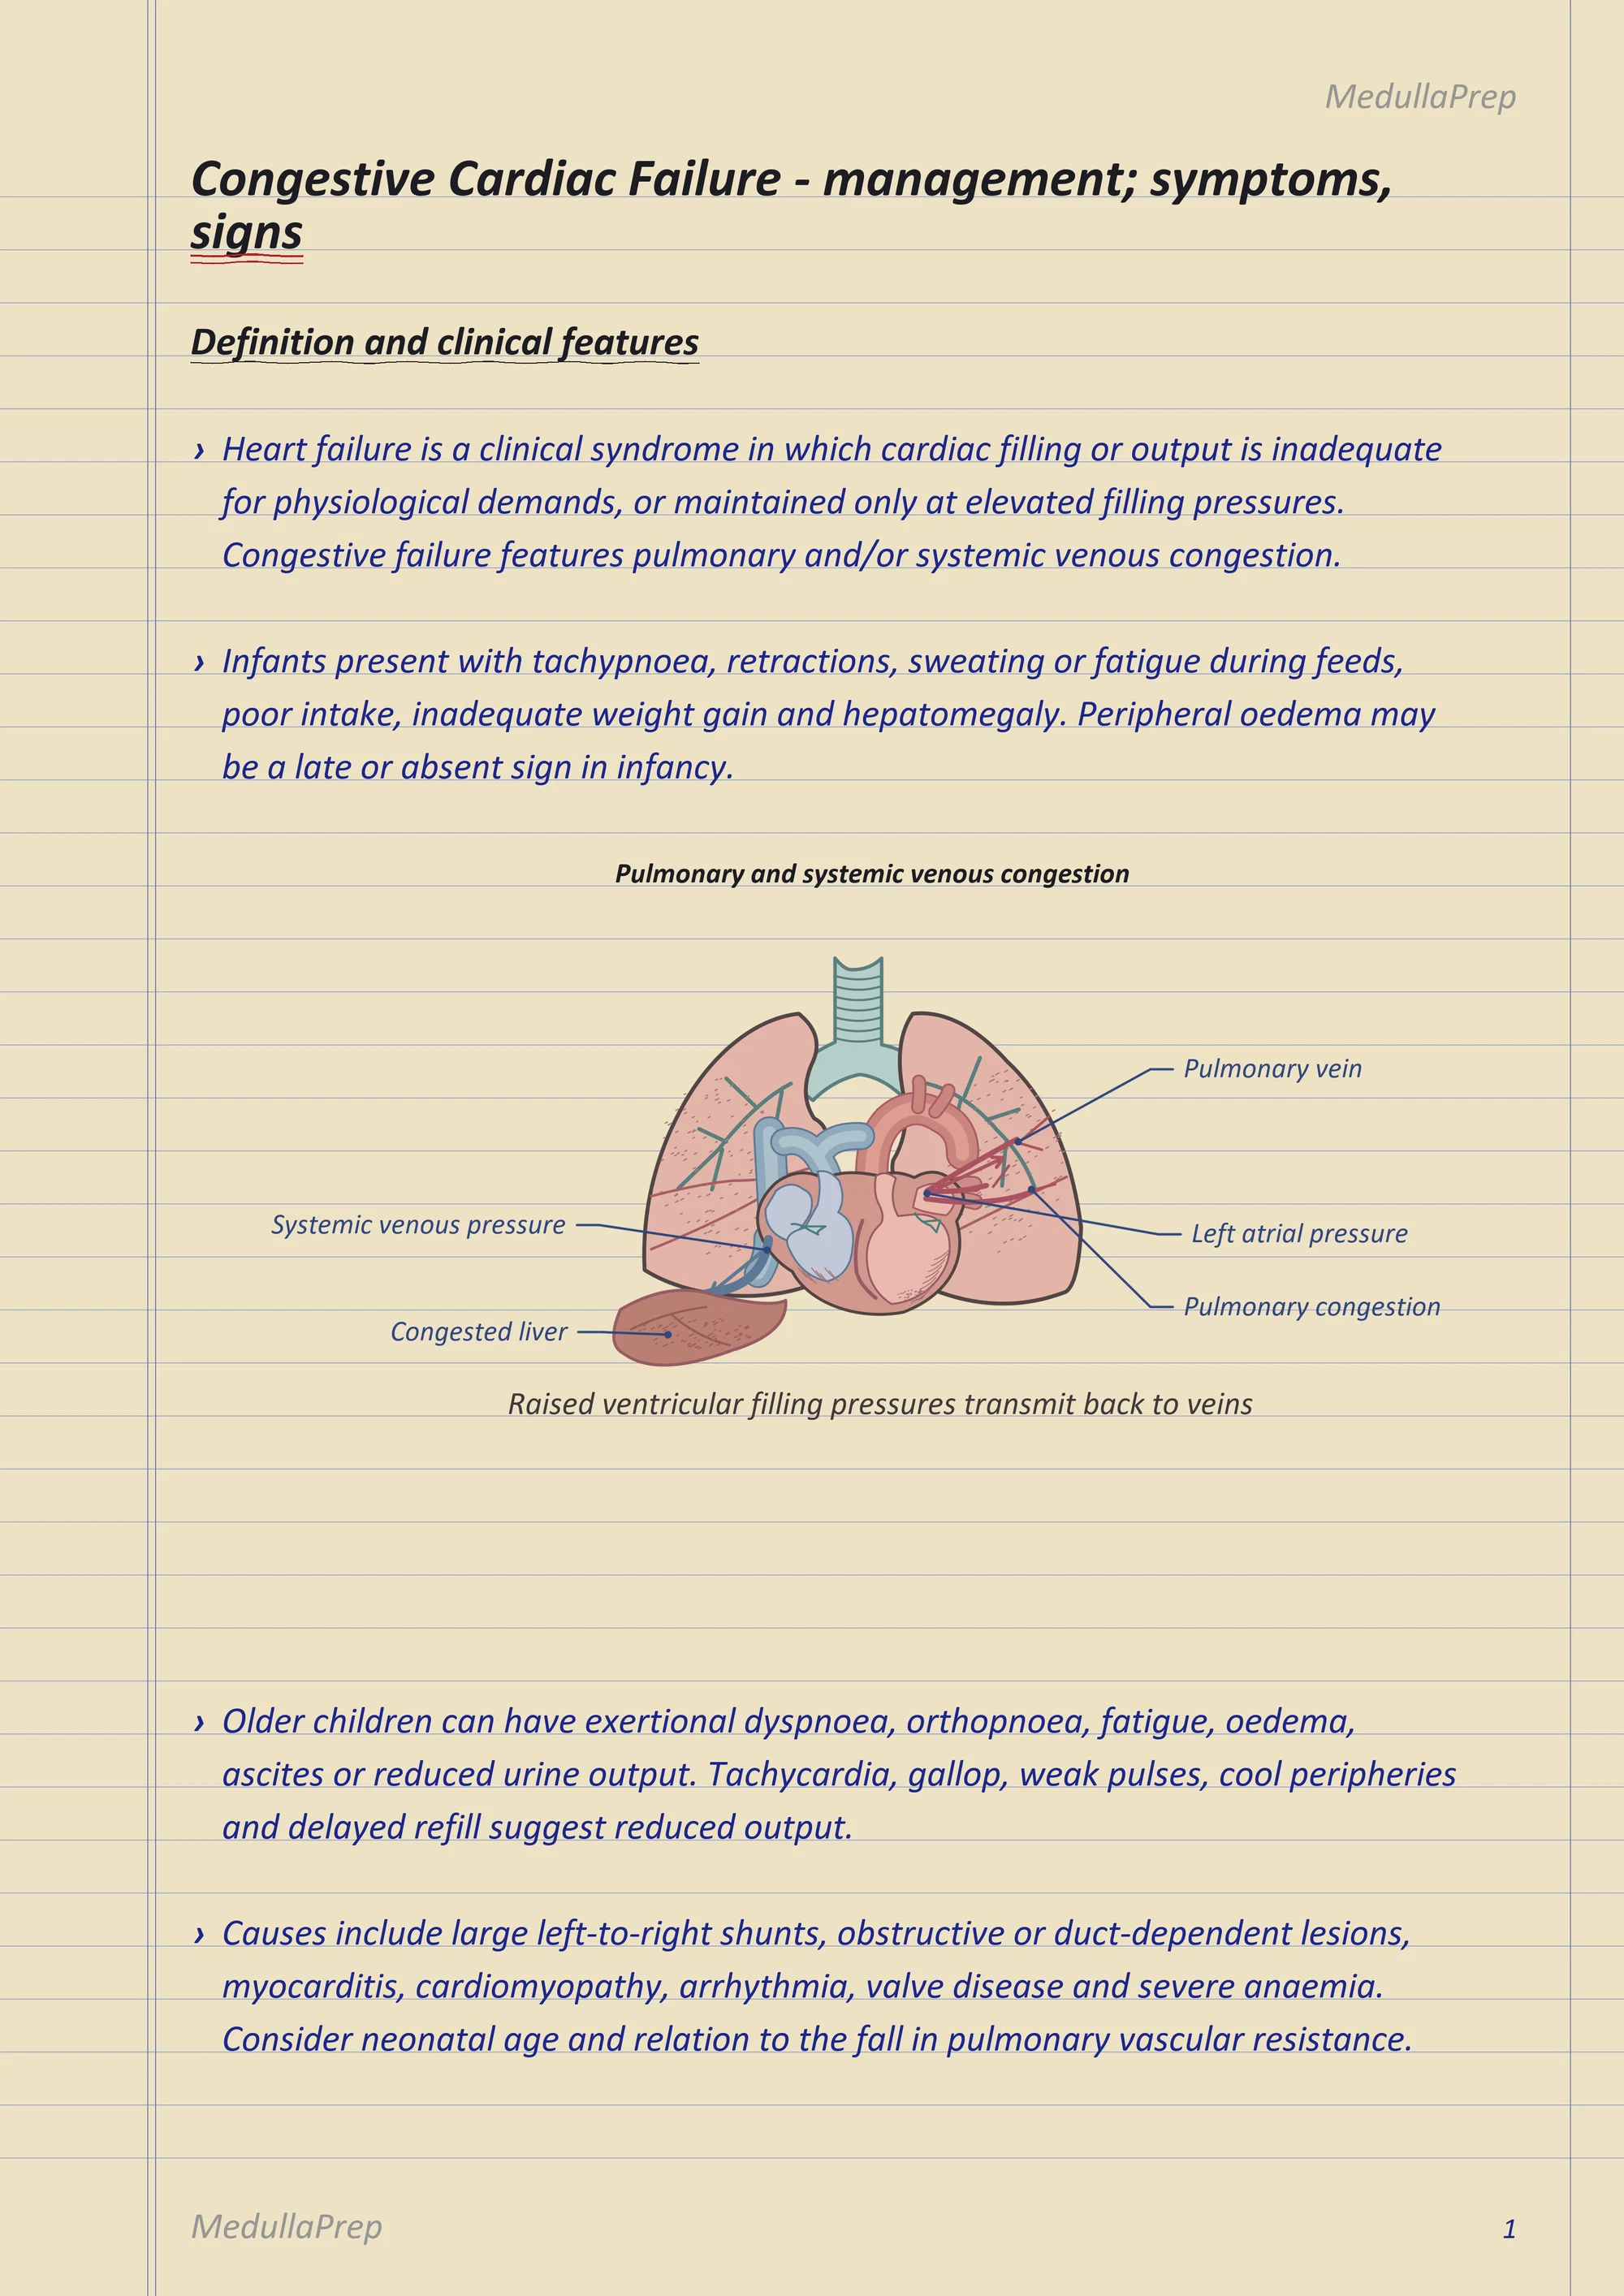 MedullaPrep
Congestive Cardiac Failure - management; symptoms,
signs
Definition and clinical features
› Heart failure is a clinical syndrome in which cardiac filling or output is inadequate
for physiological demands, or maintained only at elevated filling pressures.
Congestive failure features pulmonary and/or systemic venous congestion.
› Infants present with tachypnoea, retractions, sweating or fatigue during feeds,
poor intake, inadequate weight gain and hepatomegaly. Peripheral oedema may
be a late or absent sign in infancy.
Pulmonary and systemic venous congestion
Pulmonary vein
Systemic venous pressure
Left atrial pressure
Pulmonary congestion
Congested liver
Raised ventricular filling pressures transmit back to veins
› Older children can have exertional dyspnoea, orthopnoea, fatigue, oedema,
ascites or reduced urine output. Tachycardia, gallop, weak pulses, cool peripheries
and delayed refill suggest reduced output.
› Causes include large left-to-right shunts, obstructive or duct-dependent lesions,
myocarditis, cardiomyopathy, arrhythmia, valve disease and severe anaemia.
Consider neonatal age and relation to the fall in pulmonary vascular resistance.
MedullaPrep
1